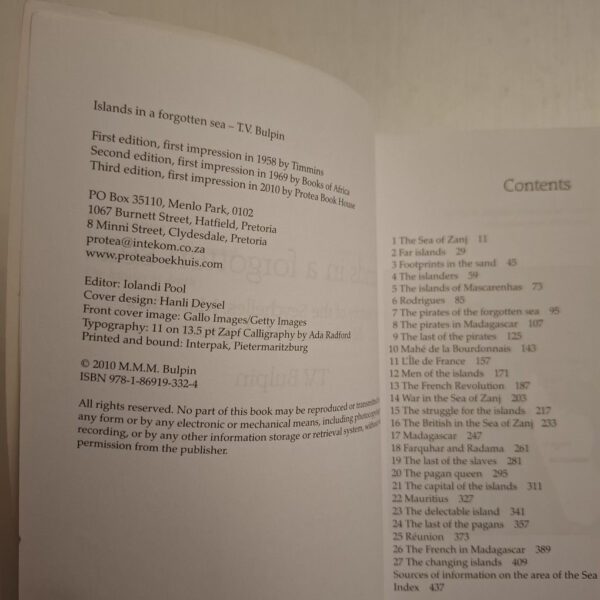 Islands in a forgotten sea – T.V. Bulpin
First edition, first impression in 1958 by Timmins
Second edition, first impression in 1969 by Books of Africa
Third edition, first impression in 2010 by Protea Book House
PO Box 35110, Menlo Park, 0102
1067 Burnett Street, Hatfield, Pretoria
8 Minni Street, Clydesdale, Pretoria
protea@intekom.co.za
www.proteaboekhuis.com
Editor: Iolandi Pool
Cover design: Hanli Deysel
Front cover image: Gallo Images/Getty Images
Typography: 11 on 13.5 pt Zapf Calligraphy by Ada Radford
Printed and bound: Interpak, Pietermaritzburg
© 2010 M.M.M. Bulpin
ISBN 978-1-86919-332-4
All rights reserved. No part of this book may be reproduced or transmitted in
any form or by any electronic or mechanical means, including photocopying
recording, or by any other information storage or retrieval system, without
permission from the publisher.
Contents
1 The Sea of Zanj 11
2 Far islands 29
3 Footprints in the sand 45
4 The islanders 59
5 The islands of Mascarenhas 73
6 Rodrigues 85
7 The pirates of the forgotten sea 95
8 The pirates in Madagascar 107
9 The last of the pirates 125
10 Mahé de la Bourdonnais 143
11 L'Île de France 157
12 Men of the islands 171
13 The French Revolution 187
14 War in the Sea of Zanj 203
15 The struggle for the islands 217
16 The British in the Sea of Zanj 233
17 Madagascar 247
18 Farquhar and Radama 261
19 The last of the slaves 281
20 The pagan queen 295
21 The capital of the islands 311
22 Mauritius 327
23 The delectable island 341
24 The last of the pagans 357
25 Réunion 373
26 The French in Madagascar 389
27 The changing islands 409
Sources of information on the area of the Sea
Index 437